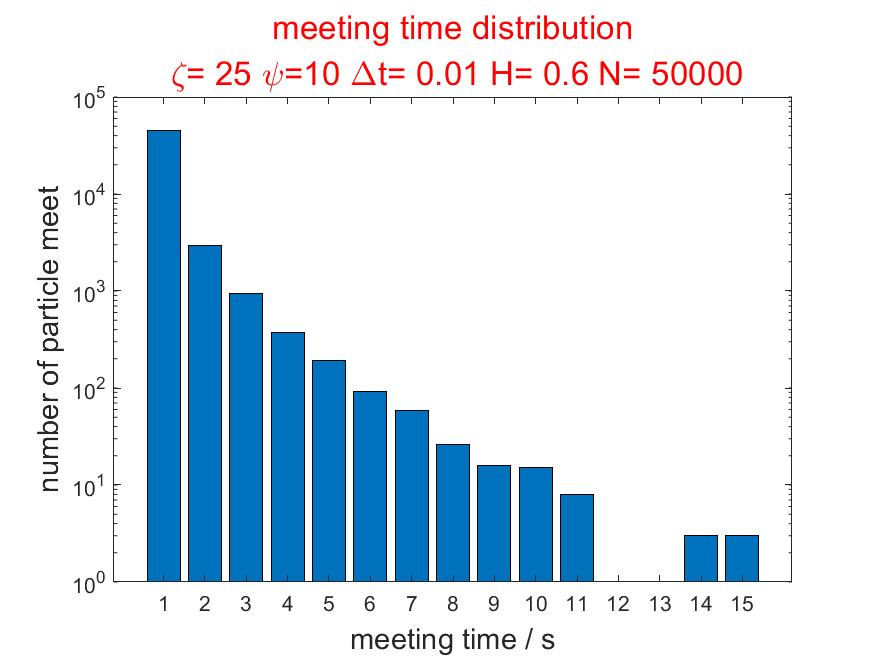 meeting time distribution
ζ= 25 ψ=10 Δt= 0.01 H= 0.6 N= 50000
number of particle meet
10^5
10^4
10^3
10^2
10^1
10^0
1 2 3 4 5 6 7 8 9 10 11 12 13 14 15
meeting time / s